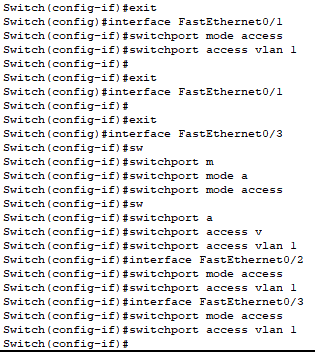 Switch(config-if)#exit
Switch(config)#interface FastEthernet0/1
Switch(config-if)#switchport mode access
Switch(config-if)#switchport access vlan 1
Switch(config-if)#
Switch(config-if)#exit
Switch(config)#interface FastEthernet0/1
Switch(config-if)#
Switch(config-if)#exit
Switch(config)#interface FastEthernet0/3
Switch(config-if)#sw
Switch(config-if)#switchport m
Switch(config-if)#switchport mode a
Switch(config-if)#switchport mode access
Switch(config-if)#sw
Switch(config-if)#switchport a
Switch(config-if)#switchport access v
Switch(config-if)#switchport access vlan 1
Switch(config-if)#interface FastEthernet0/2
Switch(config-if)#switchport mode access
Switch(config-if)#switchport access vlan 1
Switch(config-if)#interface FastEthernet0/3
Switch(config-if)#switchport mode access
Switch(config-if)#switchport access vlan 1
Switch(config-if)#